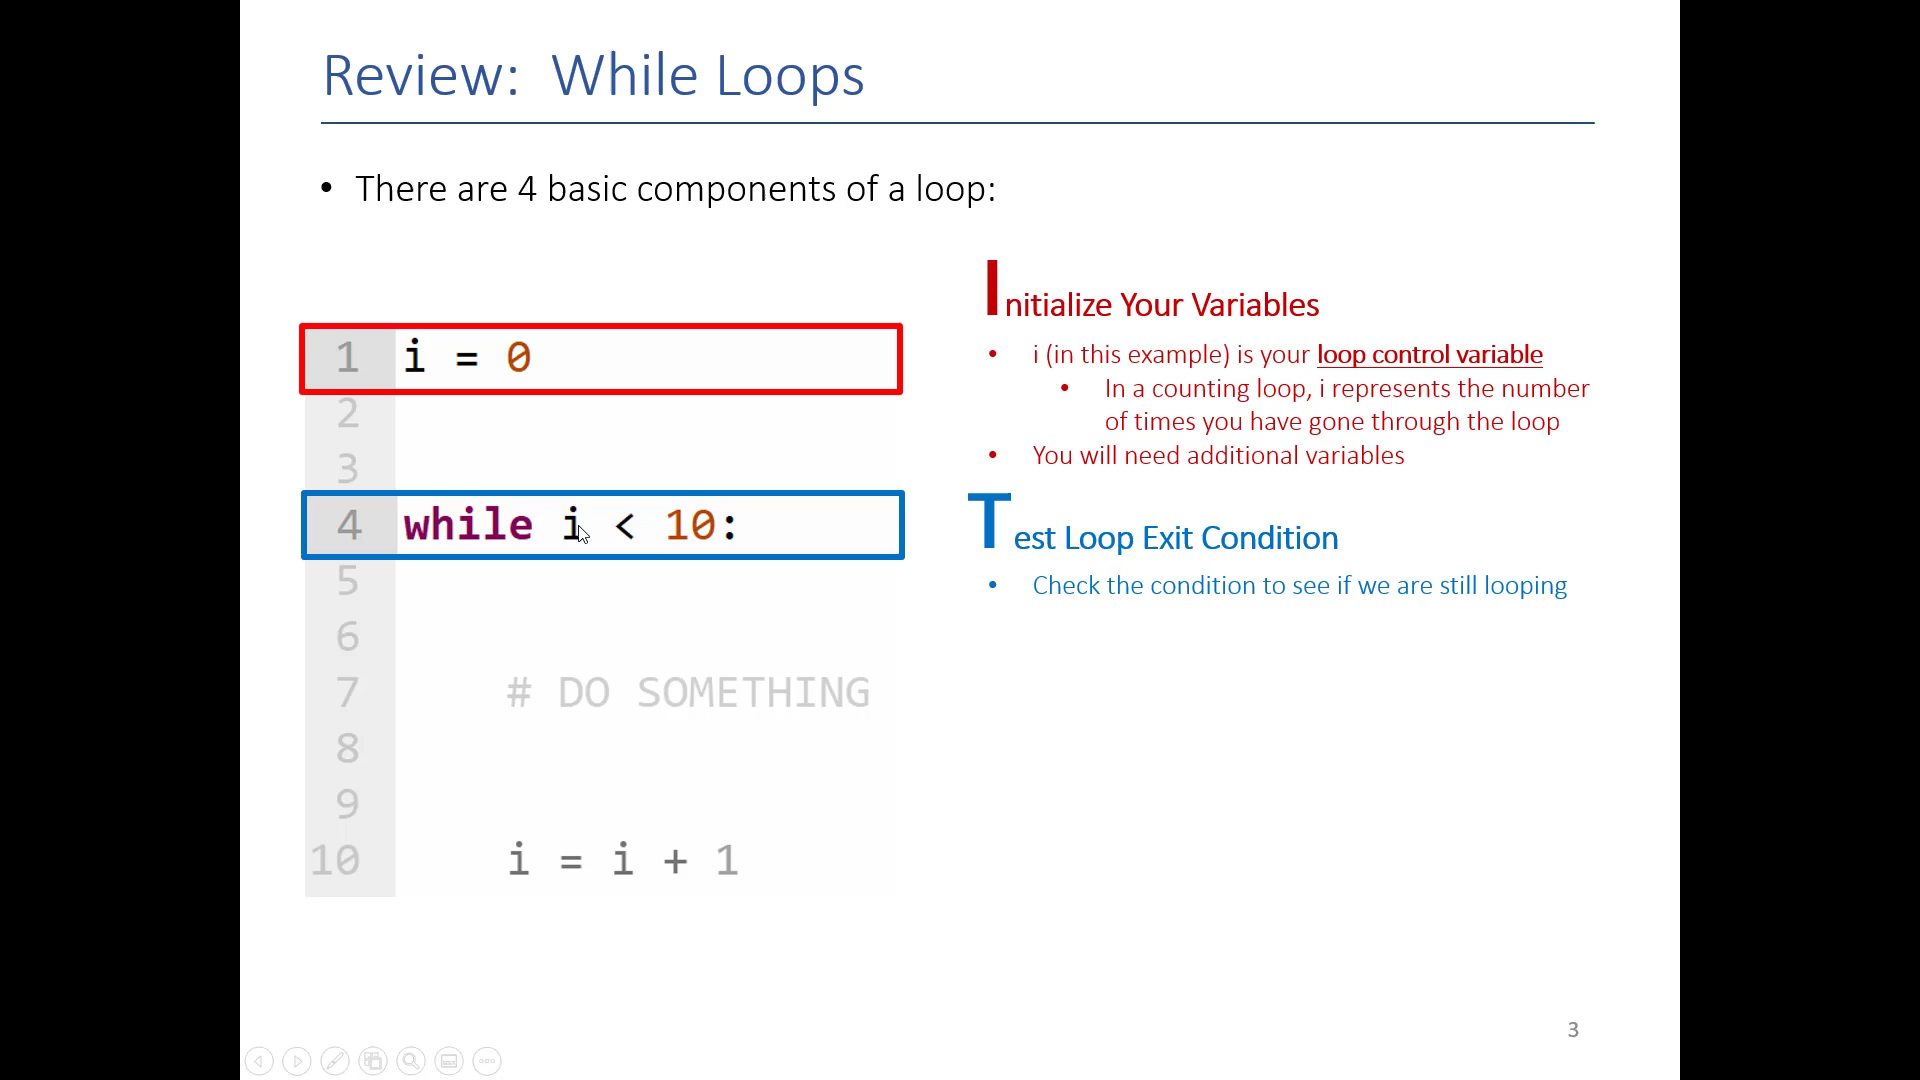 Review:  While Loops
• There are 4 basic components of a loop:
Initialize Your Variables
1 i = 0
• i (in this example) is your loop control variable
• In a counting loop, i represents the number
of times you have gone through the loop
2
• You will need additional variables
3
4 while i < 10:
Test Loop Exit Condition
5
• Check the condition to see if we are still looping
6
7 # DO SOMETHING
8
9
10 i = i + 1
3